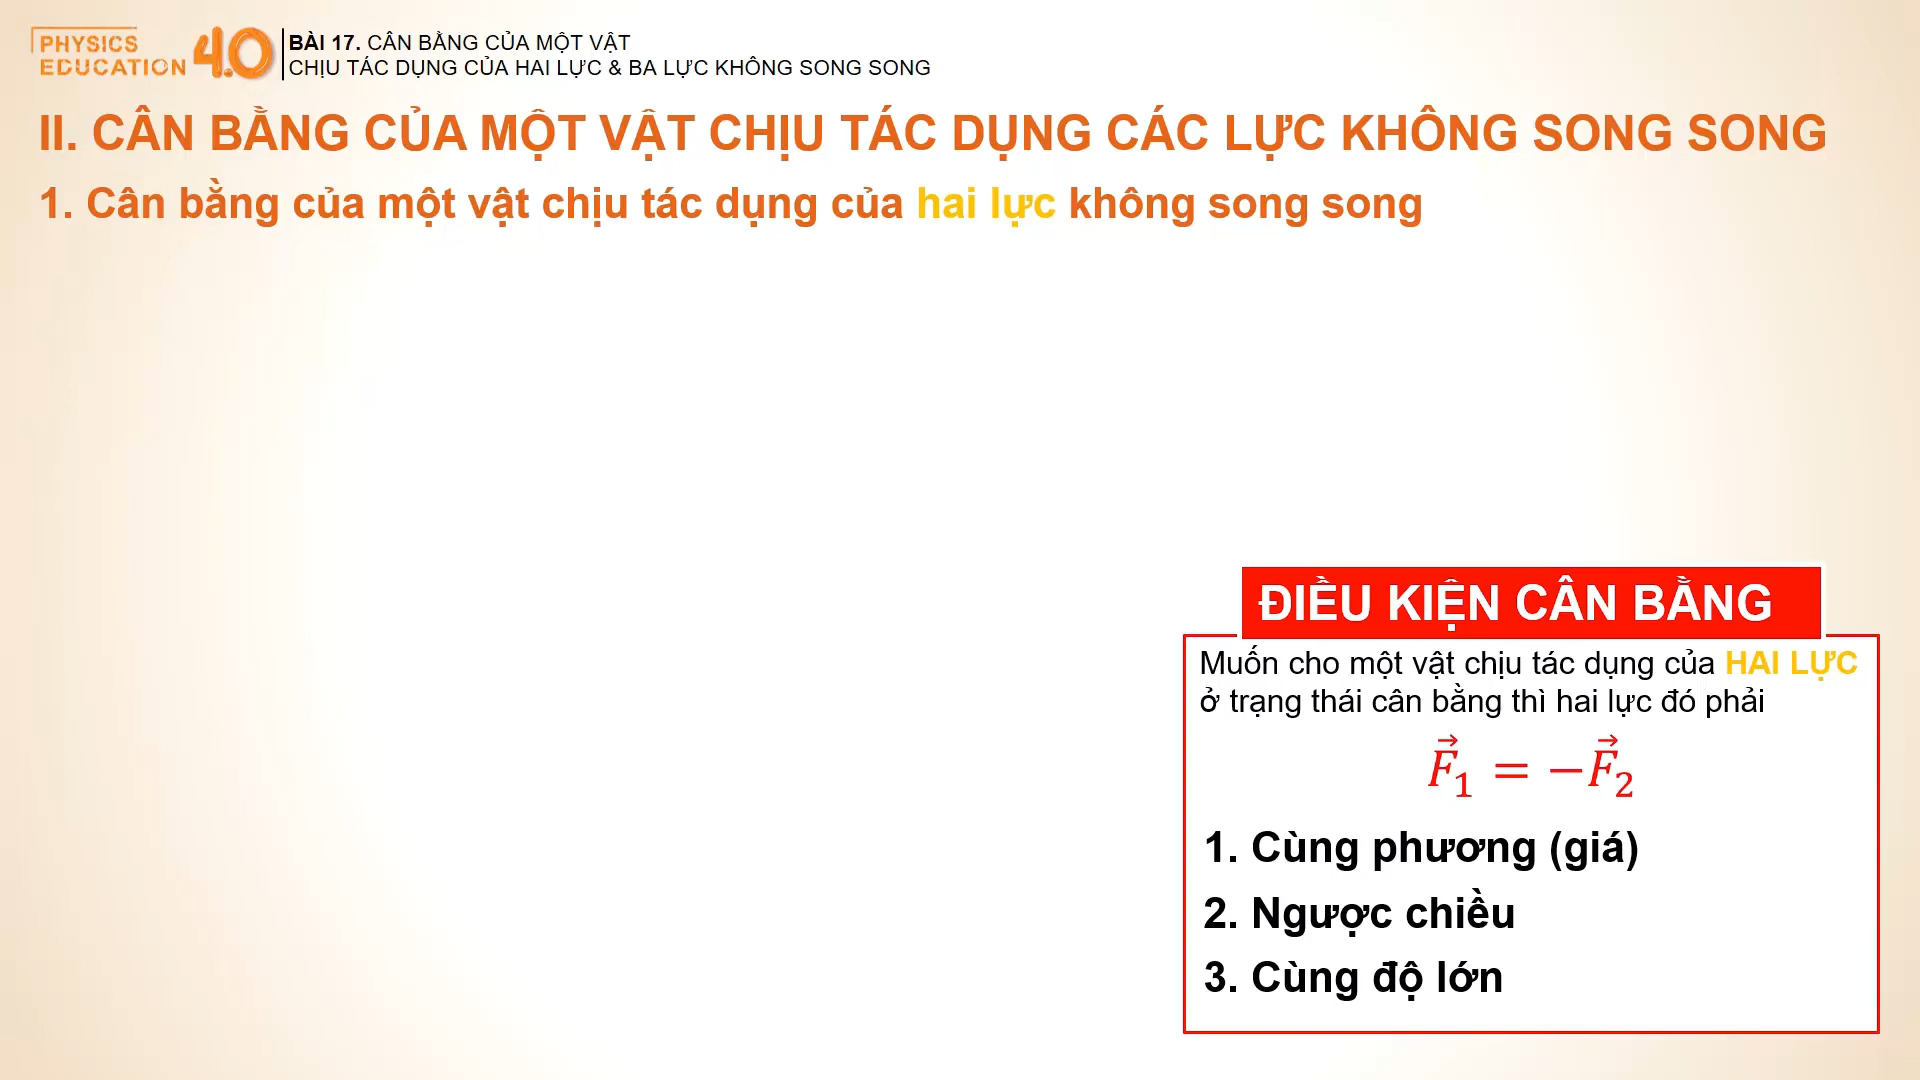 PHYSICS
EDUCATION 4.0
BÀI 17. CÂN BẰNG CỦA MỘT VẬT
CHỊU TÁC DỤNG CỦA HAI LỰC & BA LỰC KHÔNG SONG SONG
II. CÂN BẰNG CỦA MỘT VẬT CHỊU TÁC DỤNG CÁC LỰC KHÔNG SONG SONG
1. Cân bằng của một vật chịu tác dụng của hai lực không song song
ĐIỀU KIỆN CÂN BẰNG
Muốn cho một vật chịu tác dụng của HAI LỰC
ở trạng thái cân bằng thì hai lực đó phải
$\vec{F}_1 = -\vec{F}_2$
1. Cùng phương (giá)
2. Ngược chiều
3. Cùng độ lớn